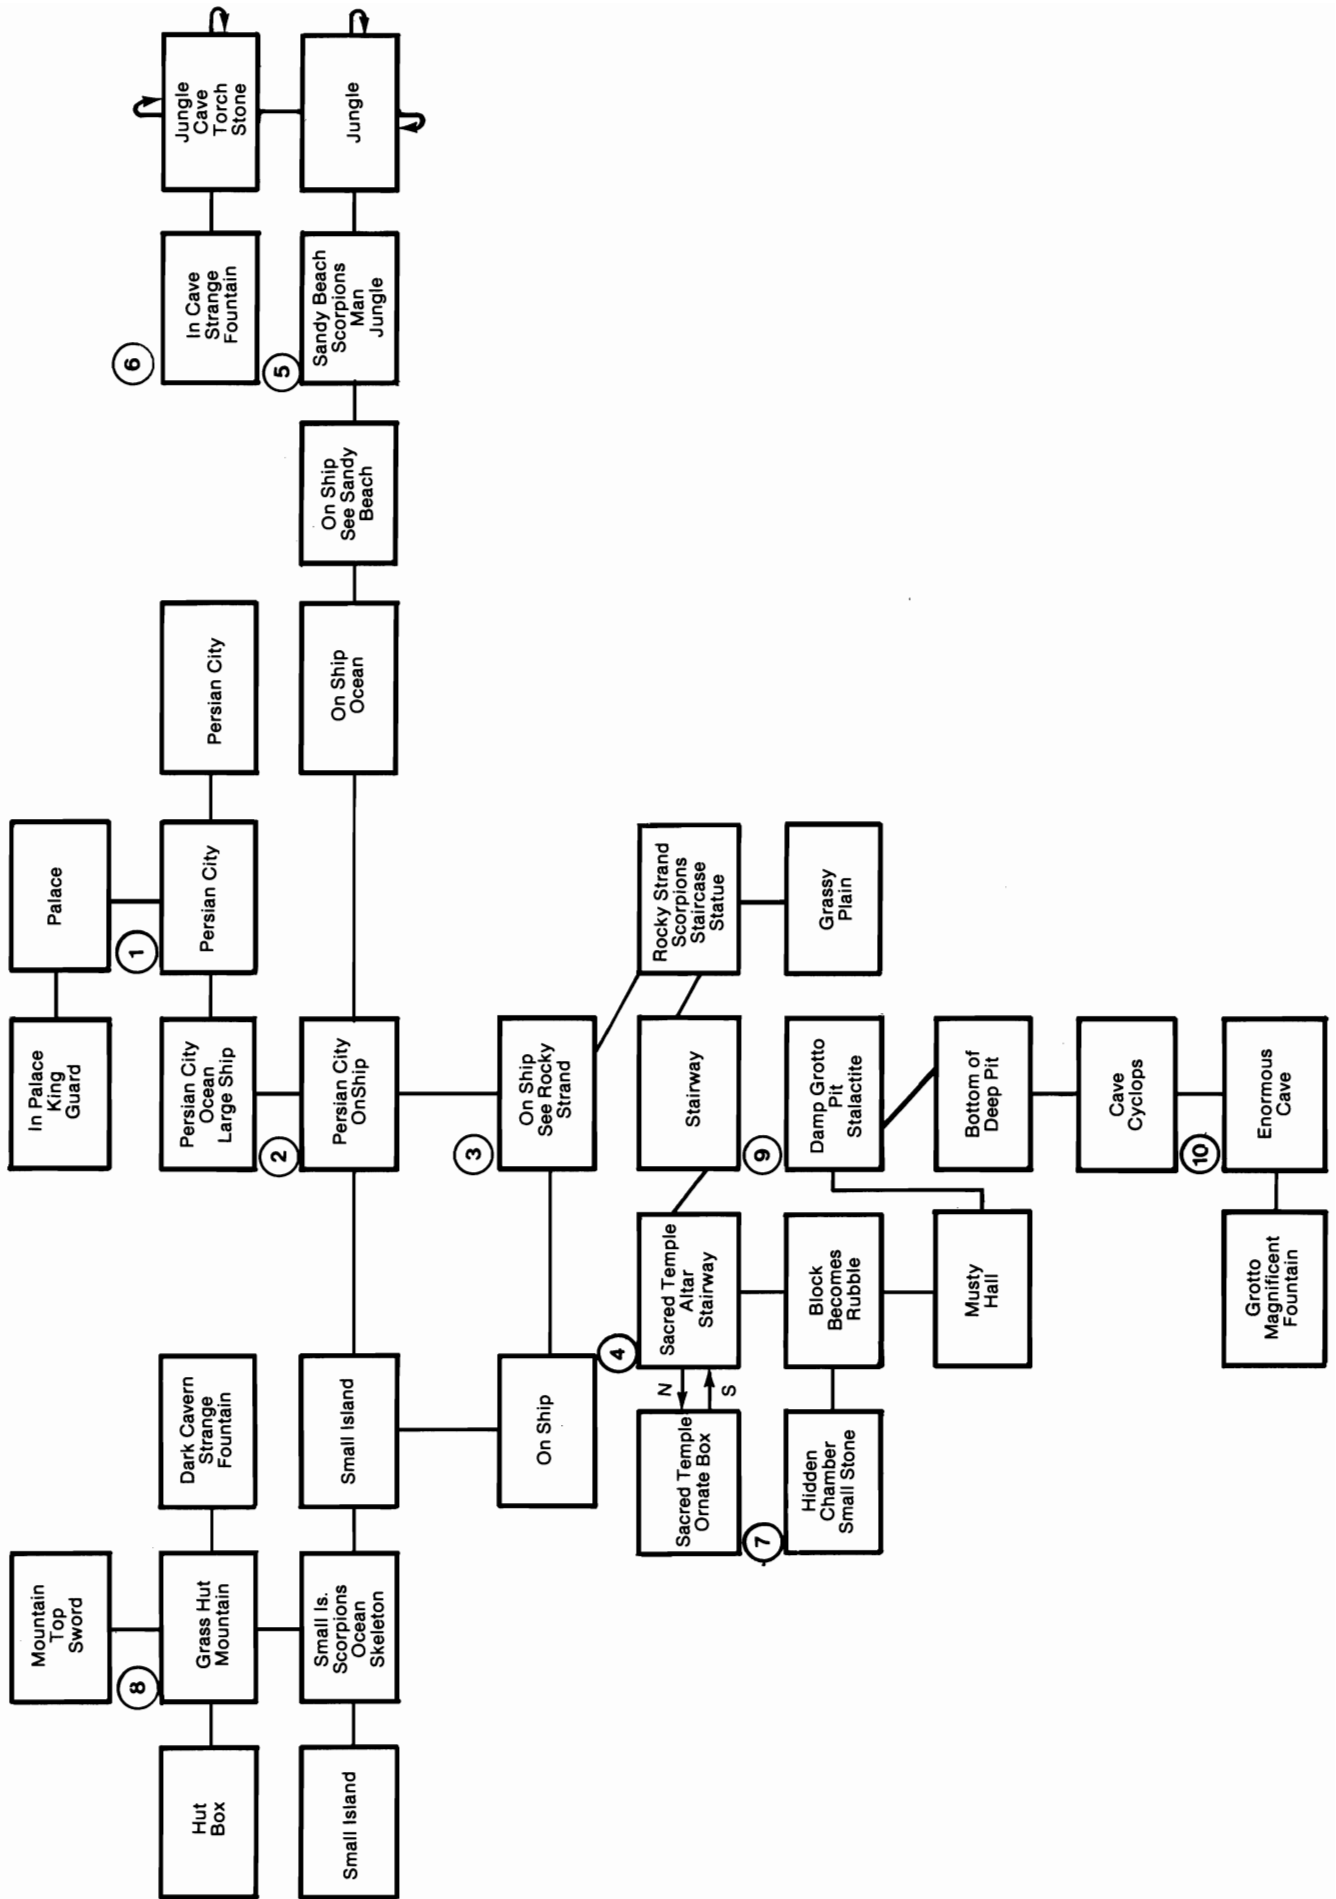 Mountain
Top
Sword
In Palace
King
Guard
Palace
8
1
6
Hut
Box
Grass Hut
Mountain
Dark Cavern
Strange
Fountain
Persian City
Ocean
Large Ship
Persian City
Persian City
In Cave
Strange
Fountain
Jungle
Cave
Torch
Stone
2
5
Small Island
Small Is.
Scorpions
Ocean
Skeleton
Small Island
Persian City
OnShip
On Ship
Ocean
On Ship
See Sandy
Beach
Sandy Beach
Scorpions
Man
Jungle
Jungle
3
On Ship
On Ship
See Rocky
Strand
4
Sacred Temple
Ornate Box
N
S
Sacred Temple
Altar
Stairway
Stairway
Rocky Strand
Scorpions
Staircase
Statue
7
9
Hidden
Chamber
Small Stone
Block
Becomes
Rubble
Damp Grotto
Pit
Stalactite
Grassy
Plain
Musty
Hall
Bottom of
Deep Pit
Cave
Cyclops
10
Grotto
Magnificent
Fountain
Enormous
Cave